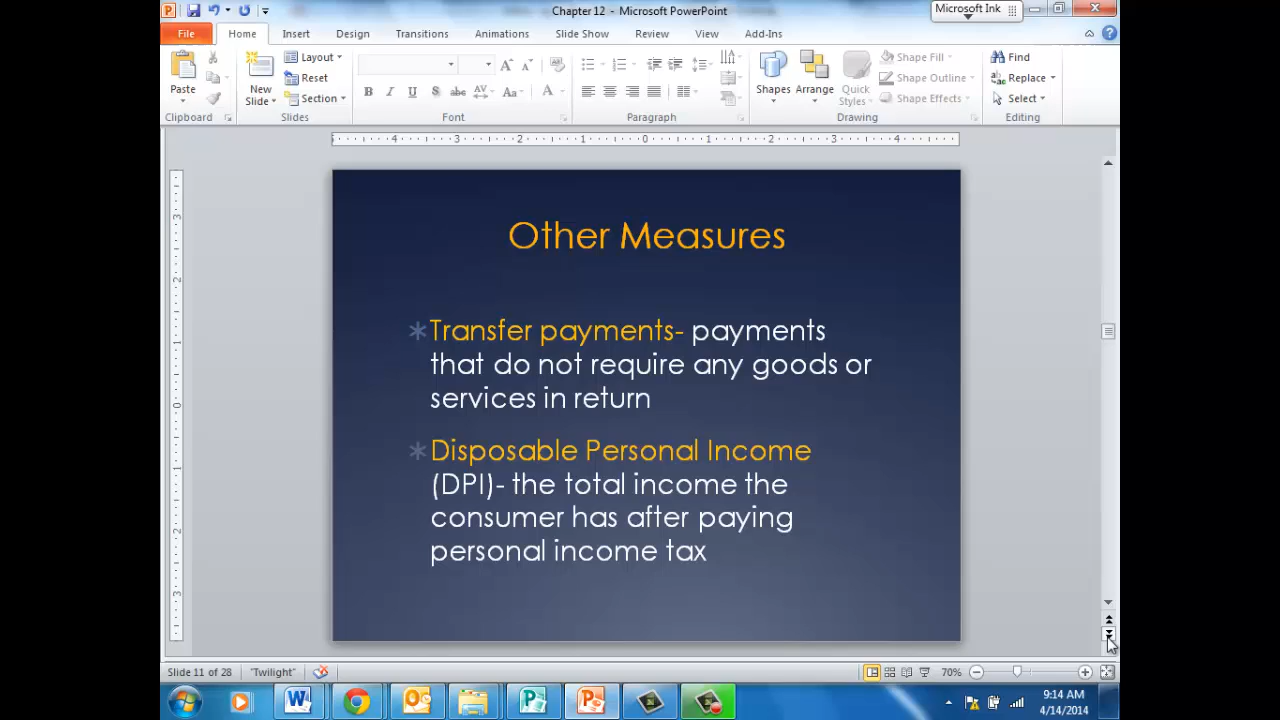 Chapter 12 - Microsoft PowerPoint
Microsoft Ink
File Home Insert Design Transitions Animations Slide Show Review View Add-Ins
Paste
New Slide
Layout
Reset
Section
Shapes
Arrange
Quick Styles
Shape Fill
Shape Outline
Shape Effects
Find
Replace
Select
Clipboard Slides Font Paragraph Drawing Editing
Other Measures
Transfer payments- payments
that do not require any goods or
services in return
Disposable Personal Income
(DPI)- the total income the
consumer has after paying
personal income tax
Slide 11 of 28 "Twilight" 70%
9:14 AM
4/14/2014